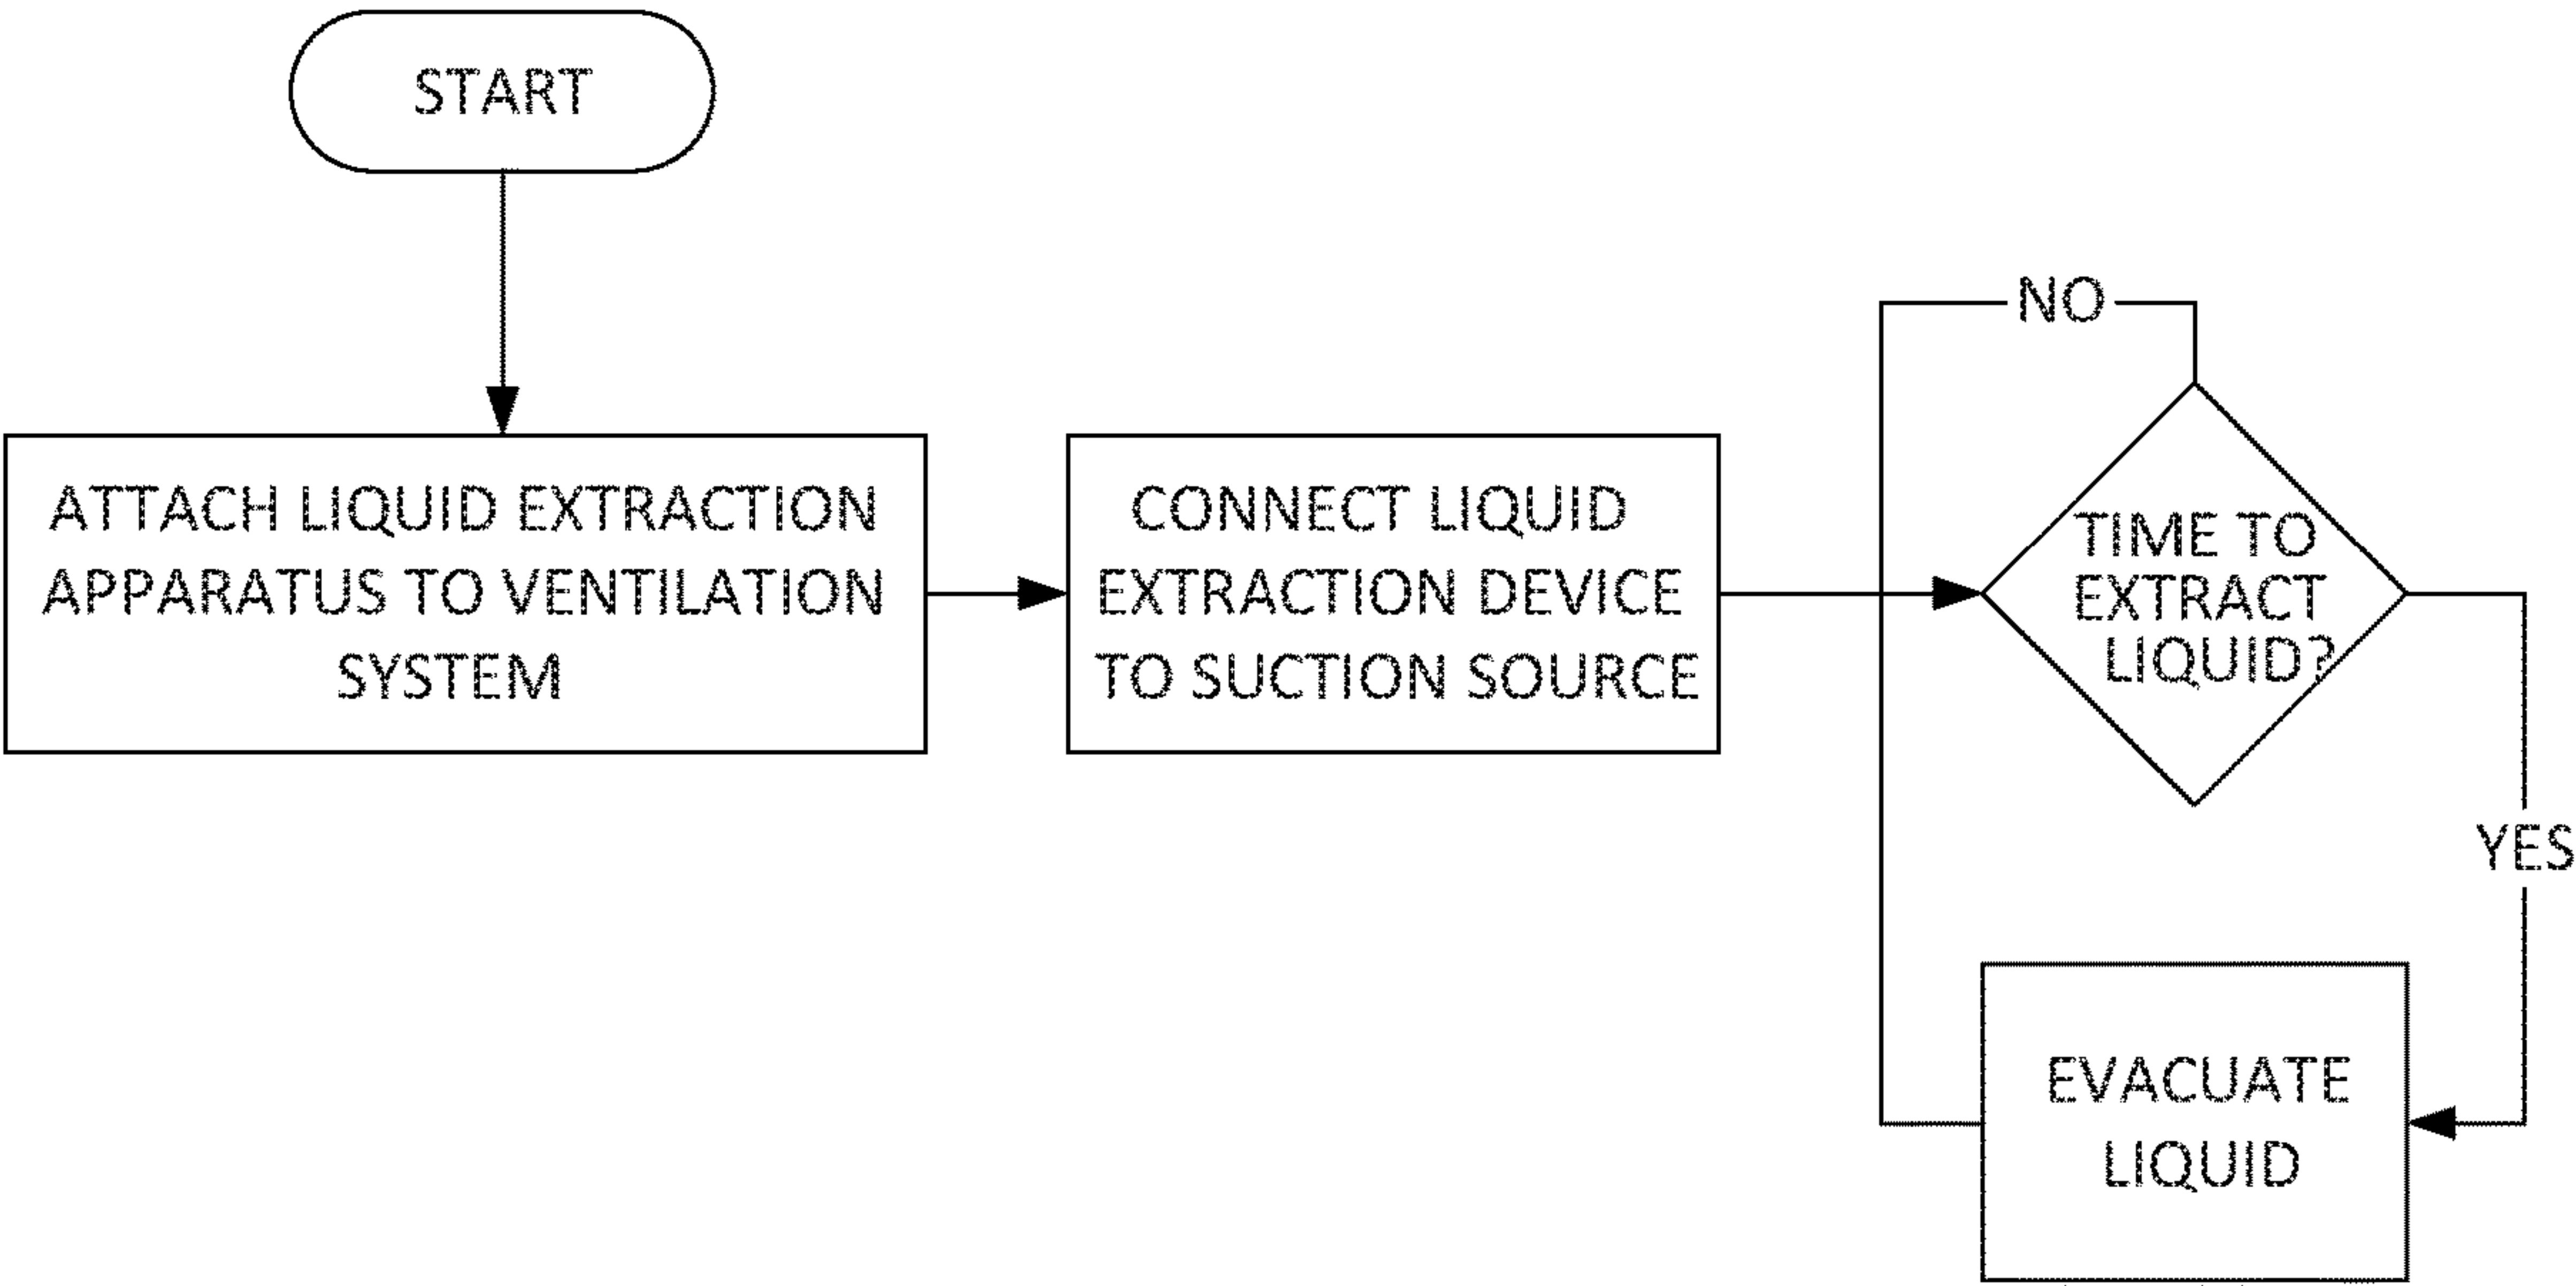 START
ATTACH LIQUID EXTRACTION
APPARATUS TO VENTILATION
SYSTEM
CONNECT LIQUID
EXTRACTION DEVICE
TO SUCTION SOURCE
NO
TIME TO
EXTRACT
LIQUID?
YES
EVACUATE
LIQUID